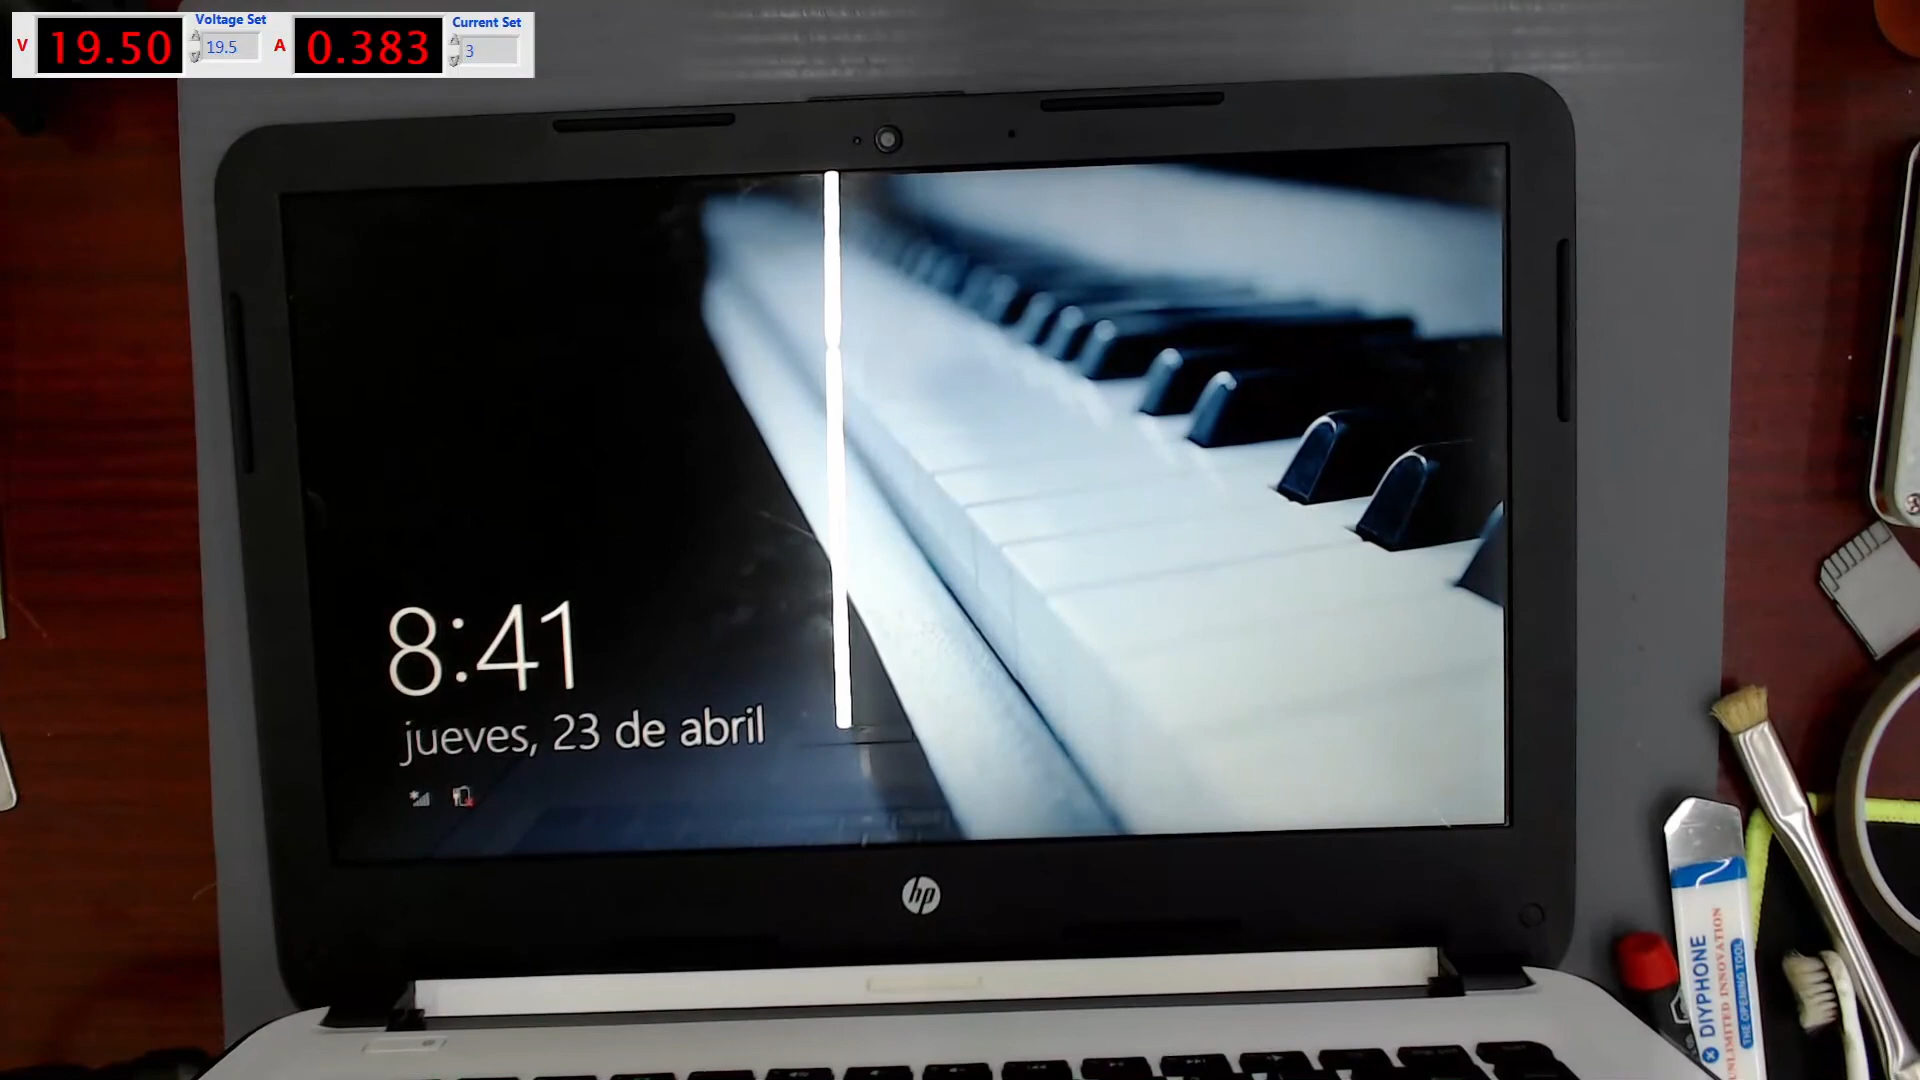 Voltage Set
Current Set
V 19.50 19.5 A 0.383 3
8:41
jueves, 23 de abril
hp
DIYPHONE
UNLIMITED INNOVATION
THE OPENING TOOL